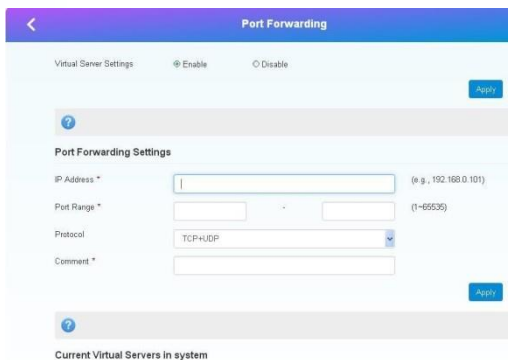 Port Forwarding
Virtual Server Settings Enable Disable
Apply
?
Port Forwarding Settings
IP Address * (e.g., 192.168.0.101)
Port Range * - (1~65535)
Protocol TCP+UDP
Comment *
Apply
?
Current Virtual Servers in system